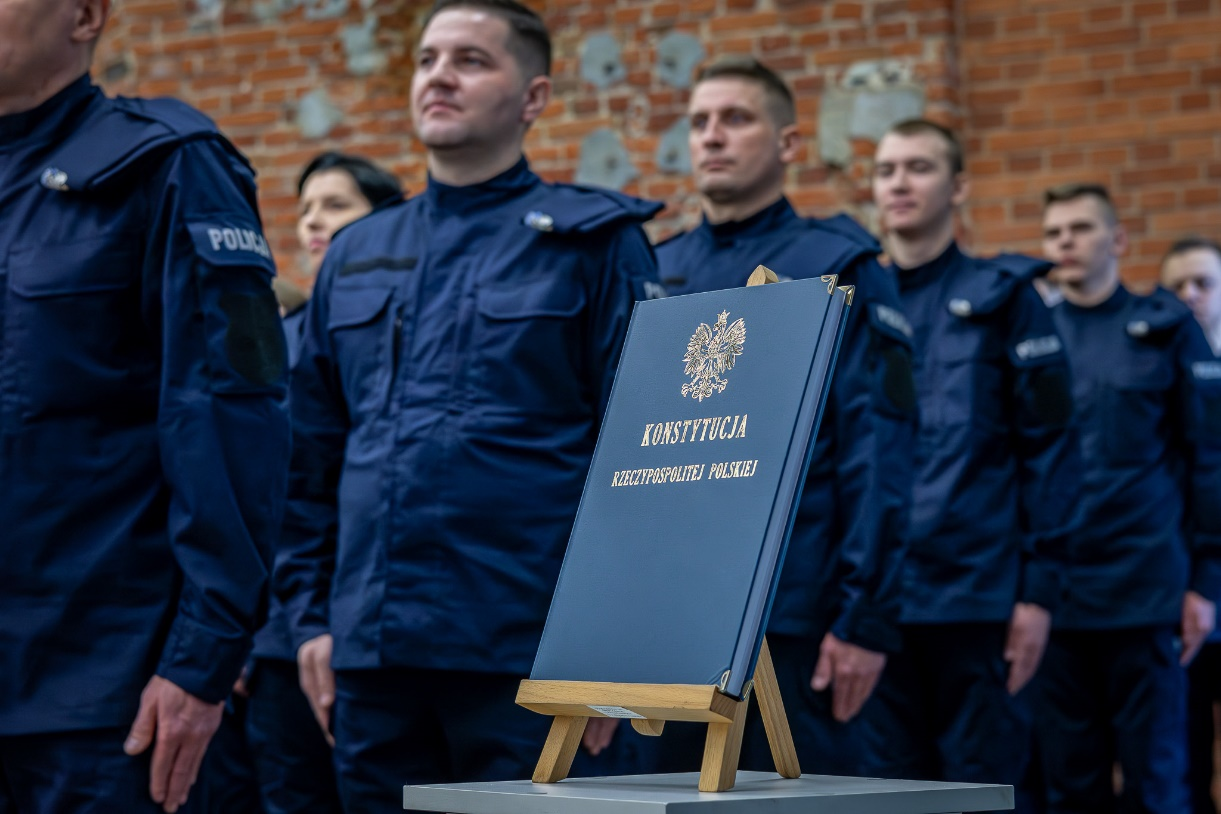 POLICJA
KONSTYTUCJA
RZECZYPOSPOLITEJ POLSKIEJ
POLICJA